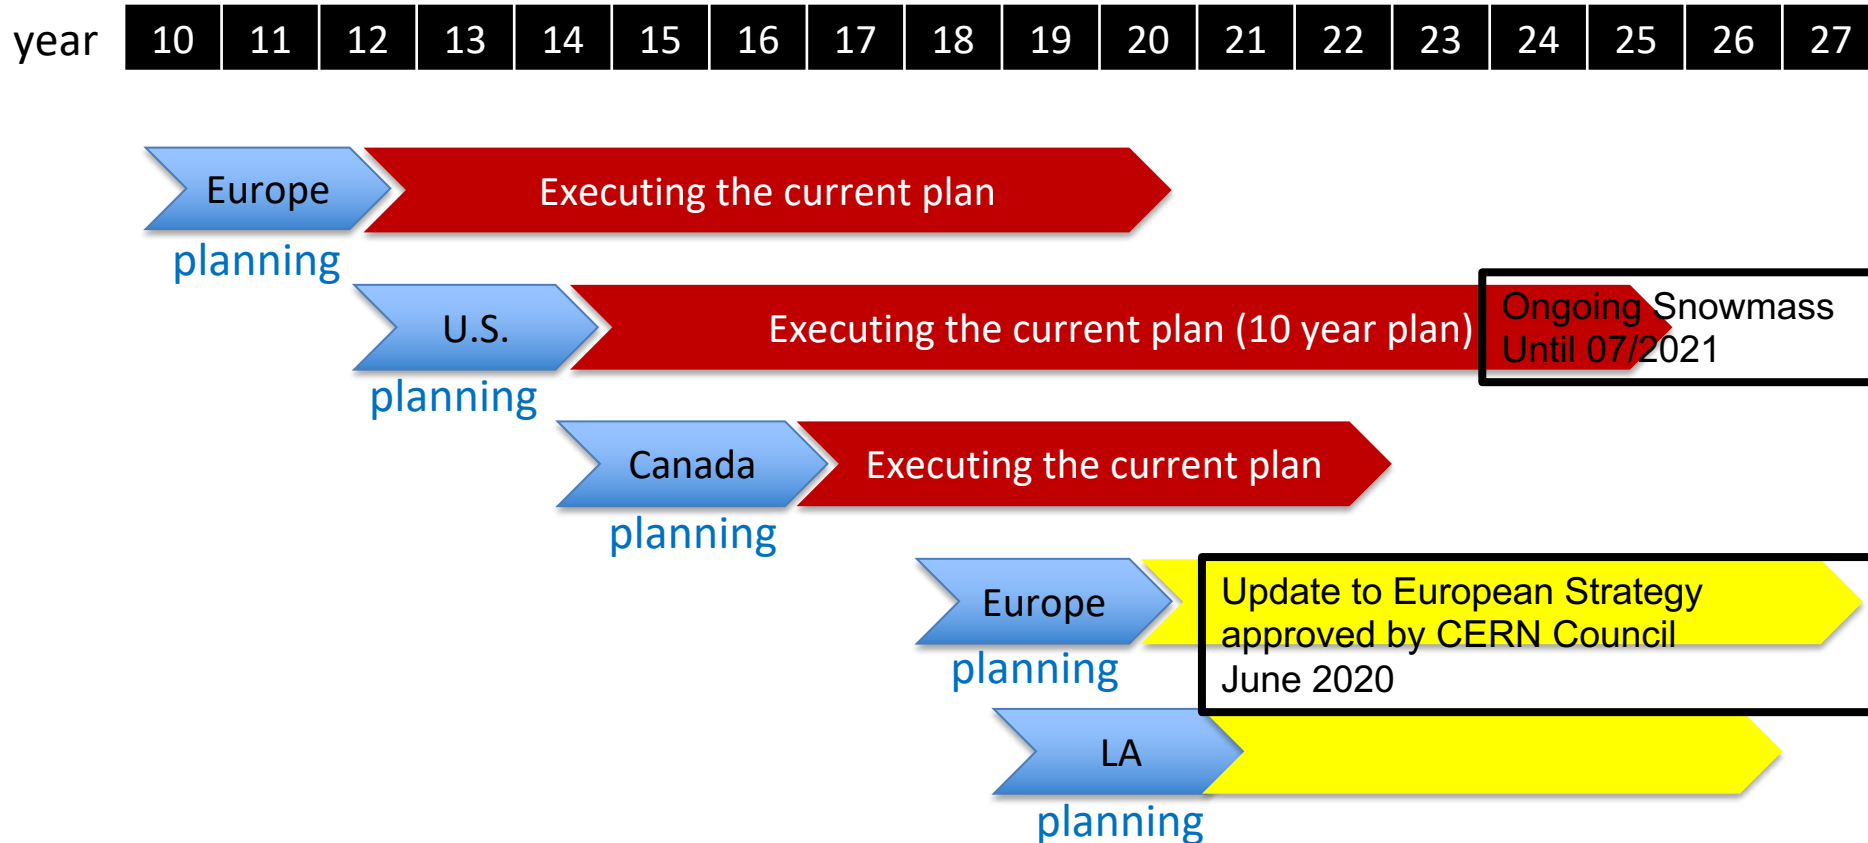 year 10 11 12 13 14 15 16 17 18 19 20 21 22 23 24 25 26 27
Europe Executing the current plan
planning
U.S. Executing the current plan (10 year plan)
Ongoing Snowmass
Until 07/2021
planning
Canada Executing the current plan
planning
Europe
planning
Update to European Strategy
approved by CERN Council
June 2020
LA
planning